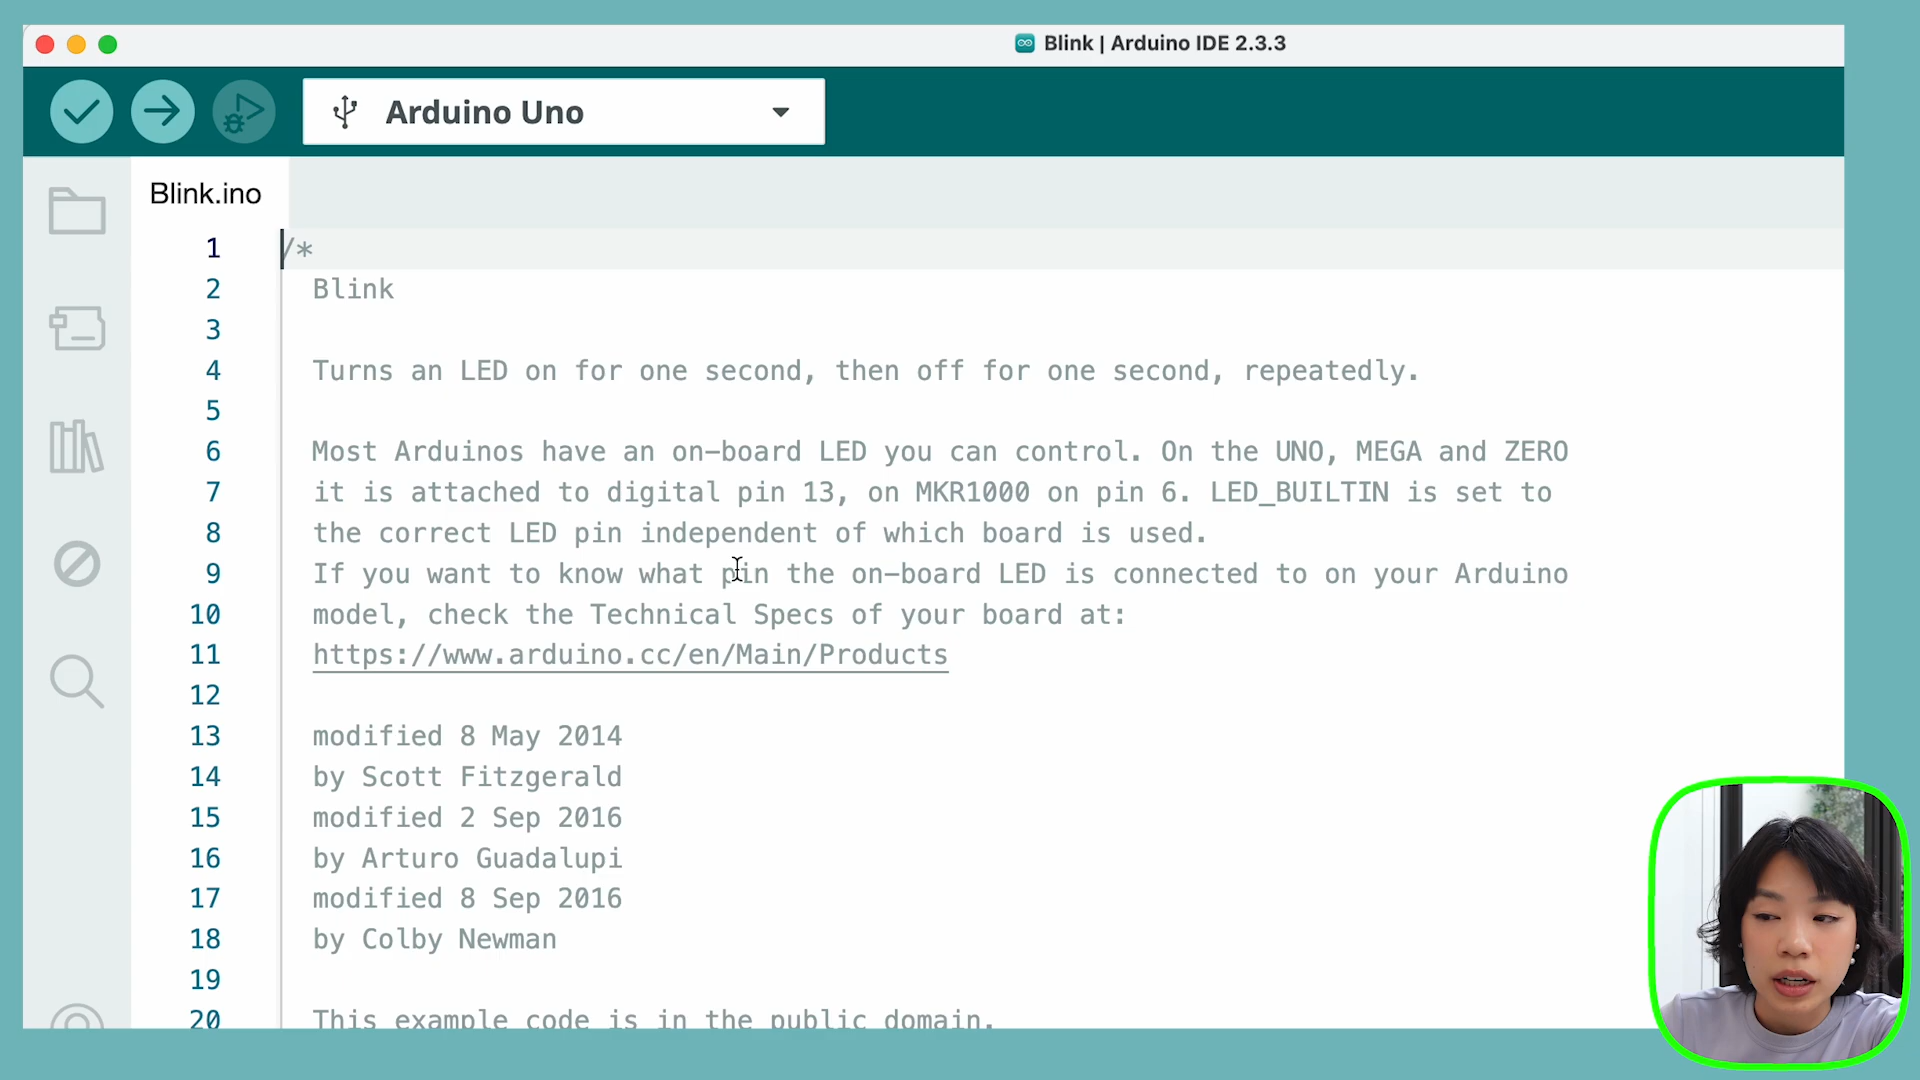 Blink | Arduino IDE 2.3.3
Arduino Uno
Blink.ino
1 /*
2 Blink
3
4 Turns an LED on for one second, then off for one second, repeatedly.
5
6 Most Arduinos have an on-board LED you can control. On the UNO, MEGA and ZERO
7 it is attached to digital pin 13, on MKR1000 on pin 6. LED_BUILTIN is set to
8 the correct LED pin independent of which board is used.
9 If you want to know what pin the on-board LED is connected to on your Arduino
10 model, check the Technical Specs of your board at:
11 https://www.arduino.cc/en/Main/Products
12
13 modified 8 May 2014
14 by Scott Fitzgerald
15 modified 2 Sep 2016
16 by Arturo Guadalupi
17 modified 8 Sep 2016
18 by Colby Newman
19
20 This example code is in the public domain.